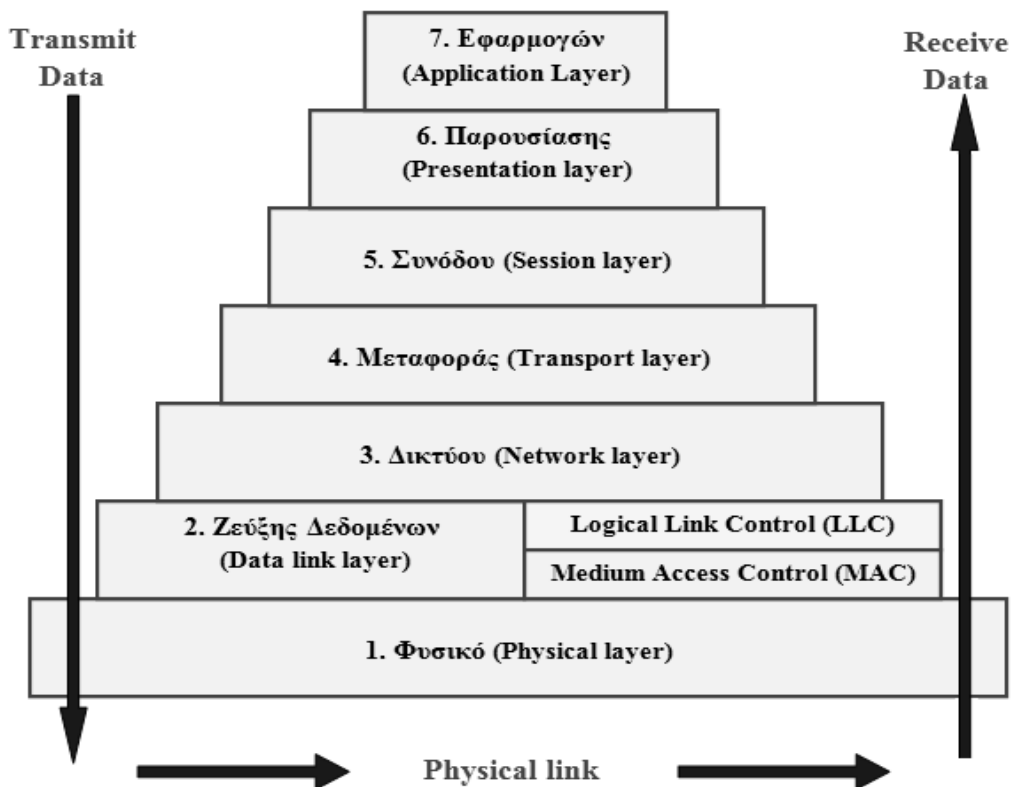 Transmit
Data
Receive
Data
7. Εφαρμογών
(Application Layer)
6. Παρουσίασης
(Presentation layer)
5. Συνόδου (Session layer)
4. Μεταφοράς (Transport layer)
3. Δικτύου (Network layer)
2. Ζεύξης Δεδομένων
(Data link layer)
Logical Link Control (LLC)
Medium Access Control (MAC)
1. Φυσικό (Physical layer)
Physical link